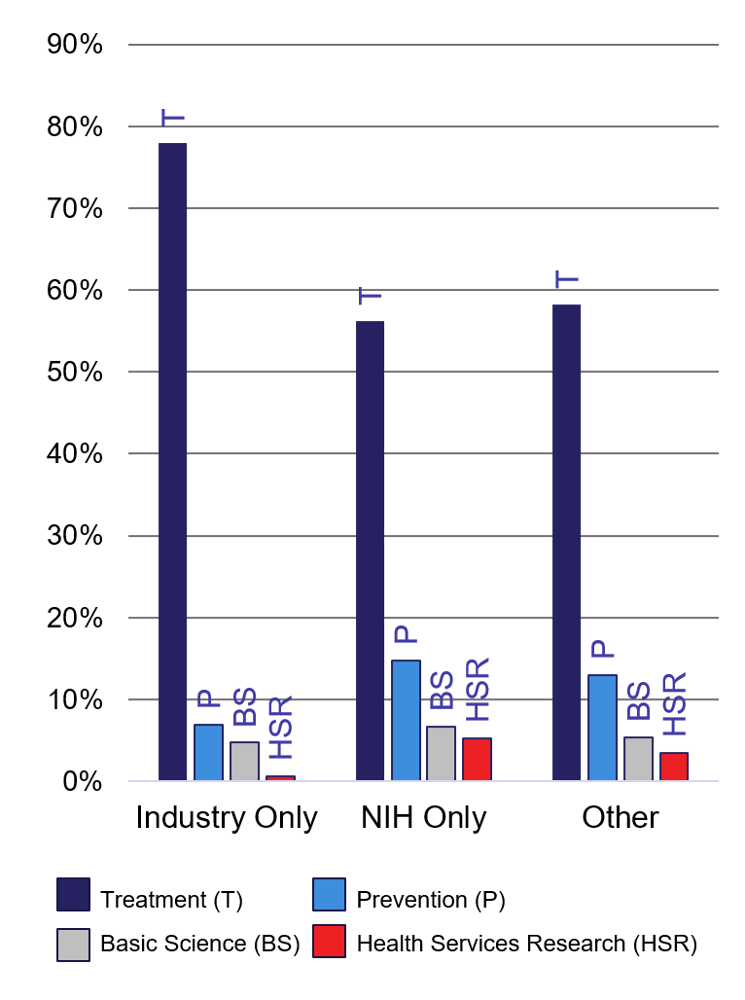 90%
80%
70%
60%
50%
40%
30%
20%
10%
0%
T
P
BS
HSR
T
P
BS
HSR
T
P
BS
HSR
Industry Only
NIH Only
Other
Treatment (T)
Prevention (P)
Basic Science (BS)
Health Services Research (HSR)